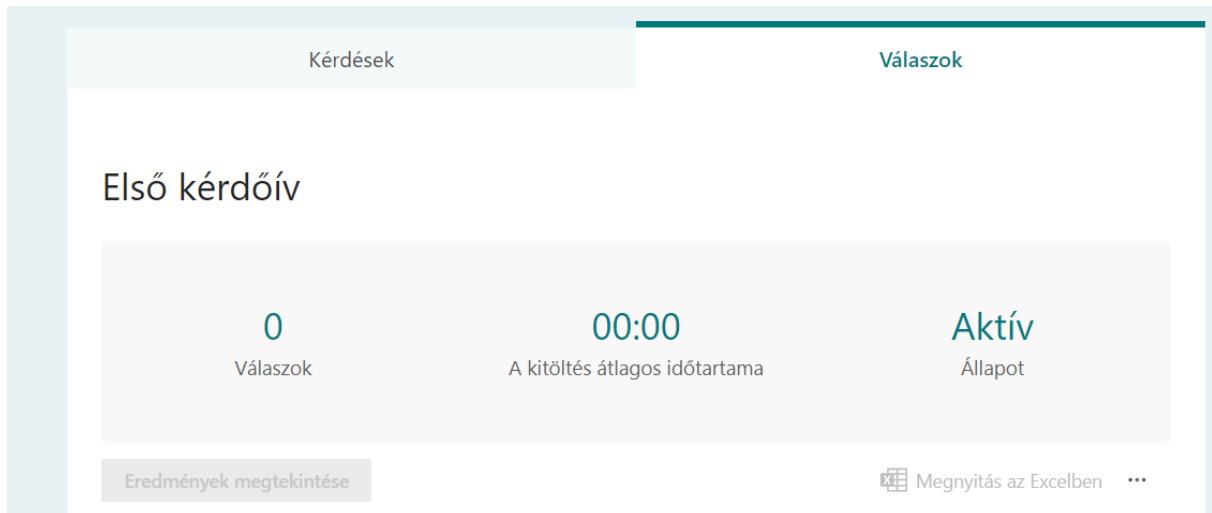 Kérdések
Válaszok
Első kérdőív
0
00:00
Aktív
Válaszok
A kitöltés átlagos időtartama
Állapot
Eredmények megtekintése
Megnyitás az Excelben